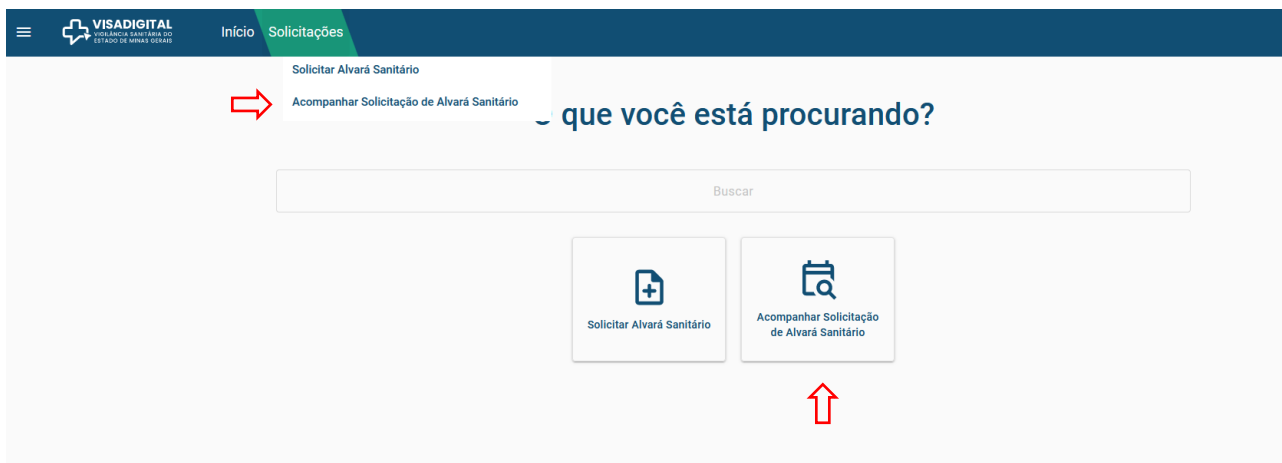 VISADIGITAL
VIGILÂNCIA SANITÁRIA DO
ESTADO DE MINAS GERAIS
Início Solicitações
Solicitar Alvará Sanitário
Acompanhar Solicitação de Alvará Sanitário
que você está procurando?
Buscar
Solicitar Alvará Sanitário
Acompanhar Solicitação
de Alvará Sanitário